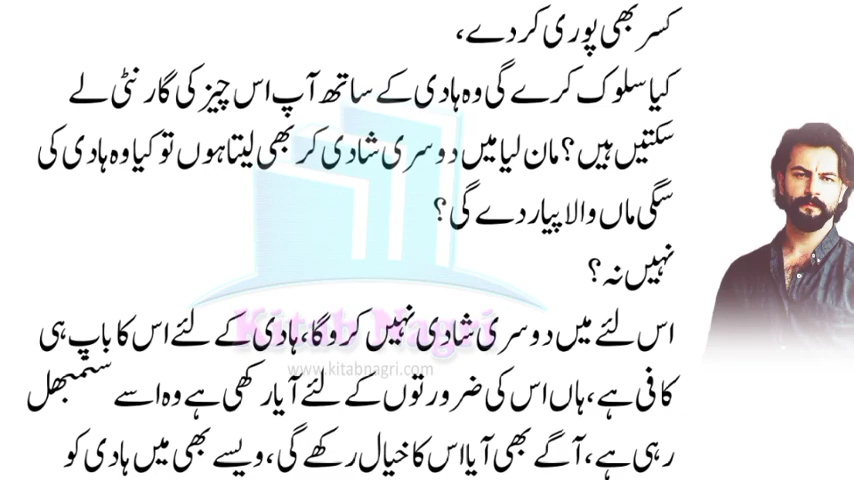 کسر بھی پوری کر دے،
کیا سلوک کرے گی وہ ہادی کے ساتھ آپ اس چیز کی گارنٹی لے
سکتیں ہیں؟ مان لیا میں دوسری شادی کر بھی لیتا ہوں تو کیا وہ ہادی کی
سگی ماں والا پیار دے گی؟
نہیں نہ؟
اس لئے میں دوسری شادی نہیں کروگا، ہادی کے لئے اس کا باپ ہی
Kitab Nagri
www.kitabnagri.com
کافی ہے، ہاں اس کی ضرورتوں کے لئے آیا رکھی ہے وہ اسے سمبھل
رہی ہے، آگے بھی آیا اس کا خیال رکھے گی، ویسے بھی میں ہادی کو